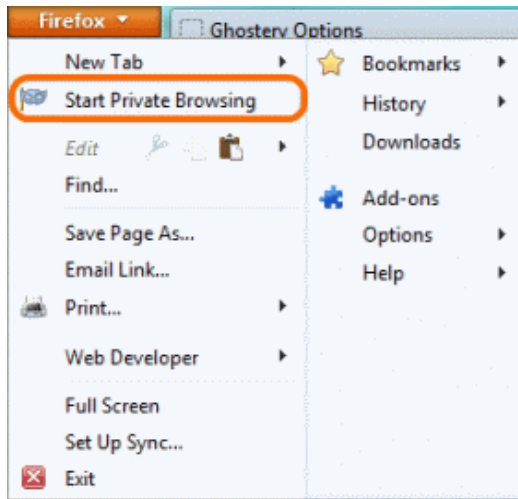 Firefox
Ghostery Options
New Tab
Start Private Browsing
Edit
Find...
Save Page As...
Email Link...
Print...
Web Developer
Full Screen
Set Up Sync...
Exit
Bookmarks
History
Downloads
Add-ons
Options
Help